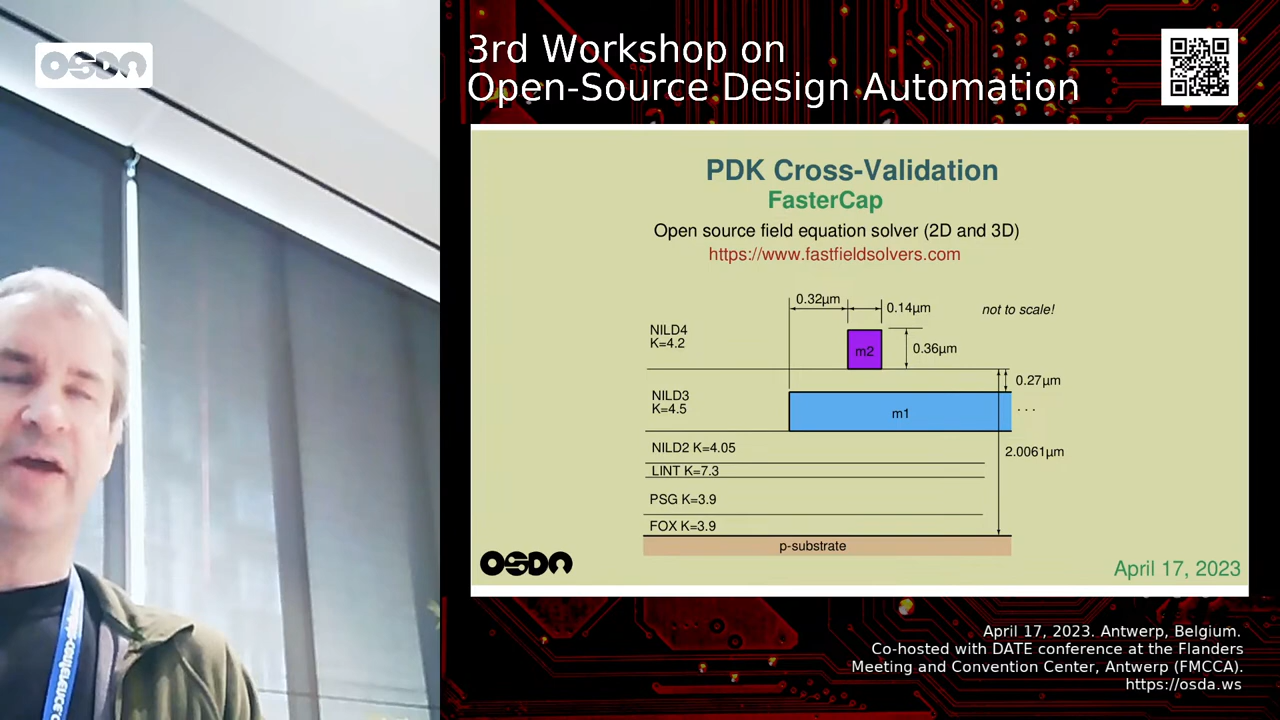 OSDA
3rd Workshop on
Open-Source Design Automation
PDK Cross-Validation
FasterCap
Open source field equation solver (2D and 3D)
https://www.fastfieldsolvers.com
0.32µm
0.14µm
not to scale!
NILD4
K=4.2
m2
0.36µm
0.27µm
NILD3
K=4.5
m1
. . .
NILD2 K=4.05
2.0061µm
LINT K=7.3
PSG K=3.9
FOX K=3.9
p-substrate
OSDA
April 17, 2023
April 17, 2023. Antwerp, Belgium.
Co-hosted with DATE conference at the Flanders
Meeting and Convention Center, Antwerp (FMCCA).
https://osda.ws